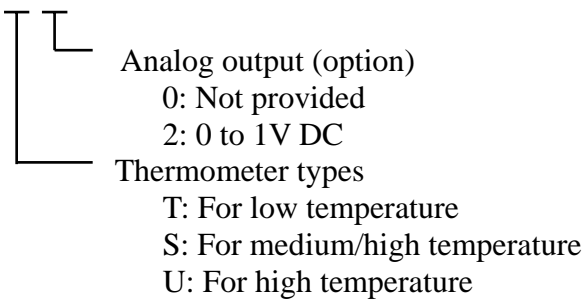 Analog output (option)
0: Not provided
2: 0 to 1V DC
Thermometer types
T: For low temperature
S: For medium/high temperature
U: For high temperature